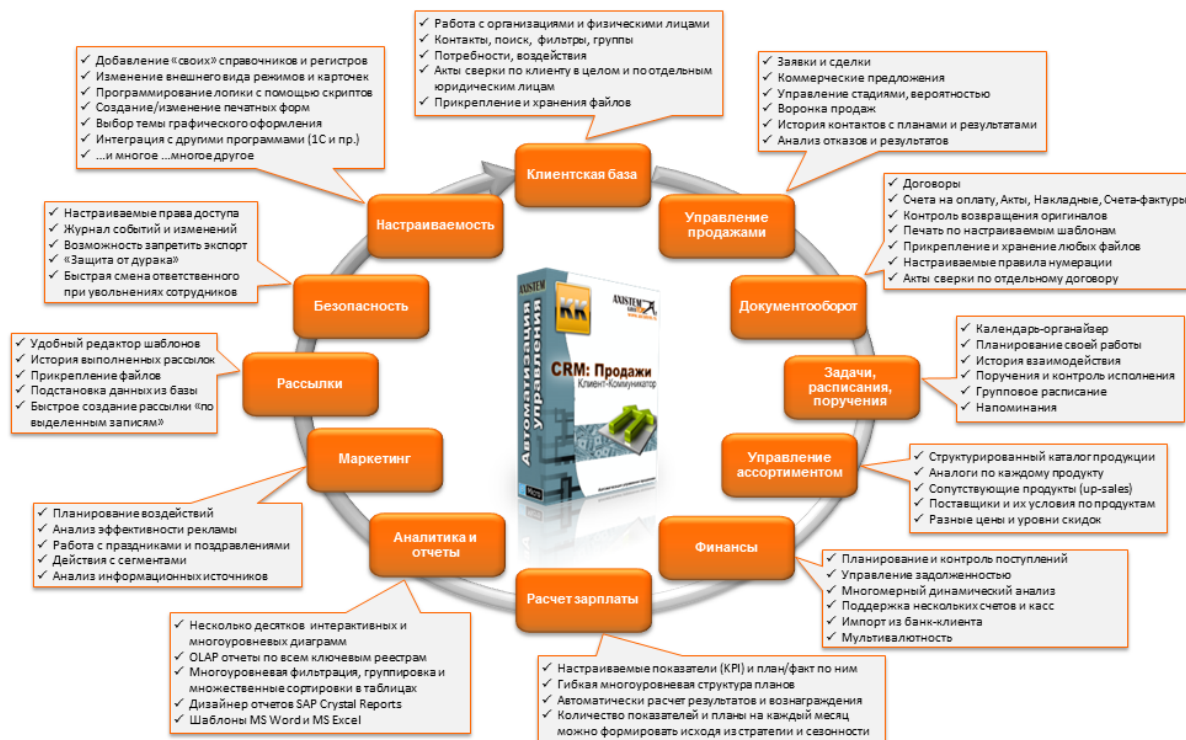 Работа с организациями и физическими лицами
Контакты, поиск, фильтры, группы
Потребности, воздействия
Акты сверки по клиенту в целом и по отдельным
юридическим лицам
Прикрепление и хранения файлов
Клиентская база
Заявки и сделки
Коммерческие предложения
Управление стадиями, вероятностью
Воронка продаж
История контактов с планами и результатами
Анализ отказов и результатов
Управление
продажами
Договоры
Счета на оплату, Акты, Накладные, Счета-фактуры
Контроль возвращения оригиналов
Печать по настраиваемым шаблонам
Прикрепление и хранение любых файлов
Настраиваемые правила нумерации
Акты сверки по отдельному договору
Документооборот
Календарь-органайзер
Планирование своей работы
История взаимодействия
Поручения и контроль исполнения
Групповое расписание
Напоминания
Задачи,
расписания,
поручения
Структурированный каталог продукции
Аналоги по каждому продукту
Сопутствующие продукты (up-sales)
Поставщики и их условия по продуктам
Разные цены и уровни скидок
Управление
ассортиментом
Планирование и контроль поступлений
Управление задолженностью
Многомерный динамический анализ
Поддержка нескольких счетов и касс
Импорт из банк-клиента
Мультивалютность
Финансы
Настраиваемые показатели (KPI) и план/факт по ним
Гибкая многоуровневая структура планов
Автоматически расчет результатов и вознаграждения
Количество показателей и планы на каждый месяц
можно формировать исходя из стратегии и сезонности
Расчет зарплаты
Несколько десятков интерактивных и
многоуровневых диаграмм
OLAP отчеты по всем ключевым реестрам
Многоуровневая фильтрация, группировка и
множественные сортировки в таблицах
Дизайнер отчетов SAP Crystal Reports
Шаблоны MS Word и MS Excel
Аналитика и
отчеты
Планирование воздействий
Анализ эффективности рекламы
Работа с праздниками и поздравлениями
Действия с сегментами
Анализ информационных источников
Маркетинг
Удобный редактор шаблонов
История выполненных рассылок
Прикрепление файлов
Подстановка данных из базы
Быстрое создание рассылки «по
выделенным записям»
Рассылки
Настраиваемые права доступа
Журнал событий и изменений
Возможность запретить экспорт
«Защита от дурака»
Быстрая смена ответственного
при увольнениях сотрудников
Безопасность
Добавление «своих» справочников и регистров
Изменение внешнего вида режимов и карточек
Программирование логики с помощью скриптов
Создание/изменение печатных форм
Выбор темы графического оформления
Интеграция с другими программами (1С и пр.)
...и многое ...многое другое
Настраиваемость
AXISTEM
Автоматизация
управления
КК
AXISTEM
CRM: Продажи
Клиент-Коммуникатор